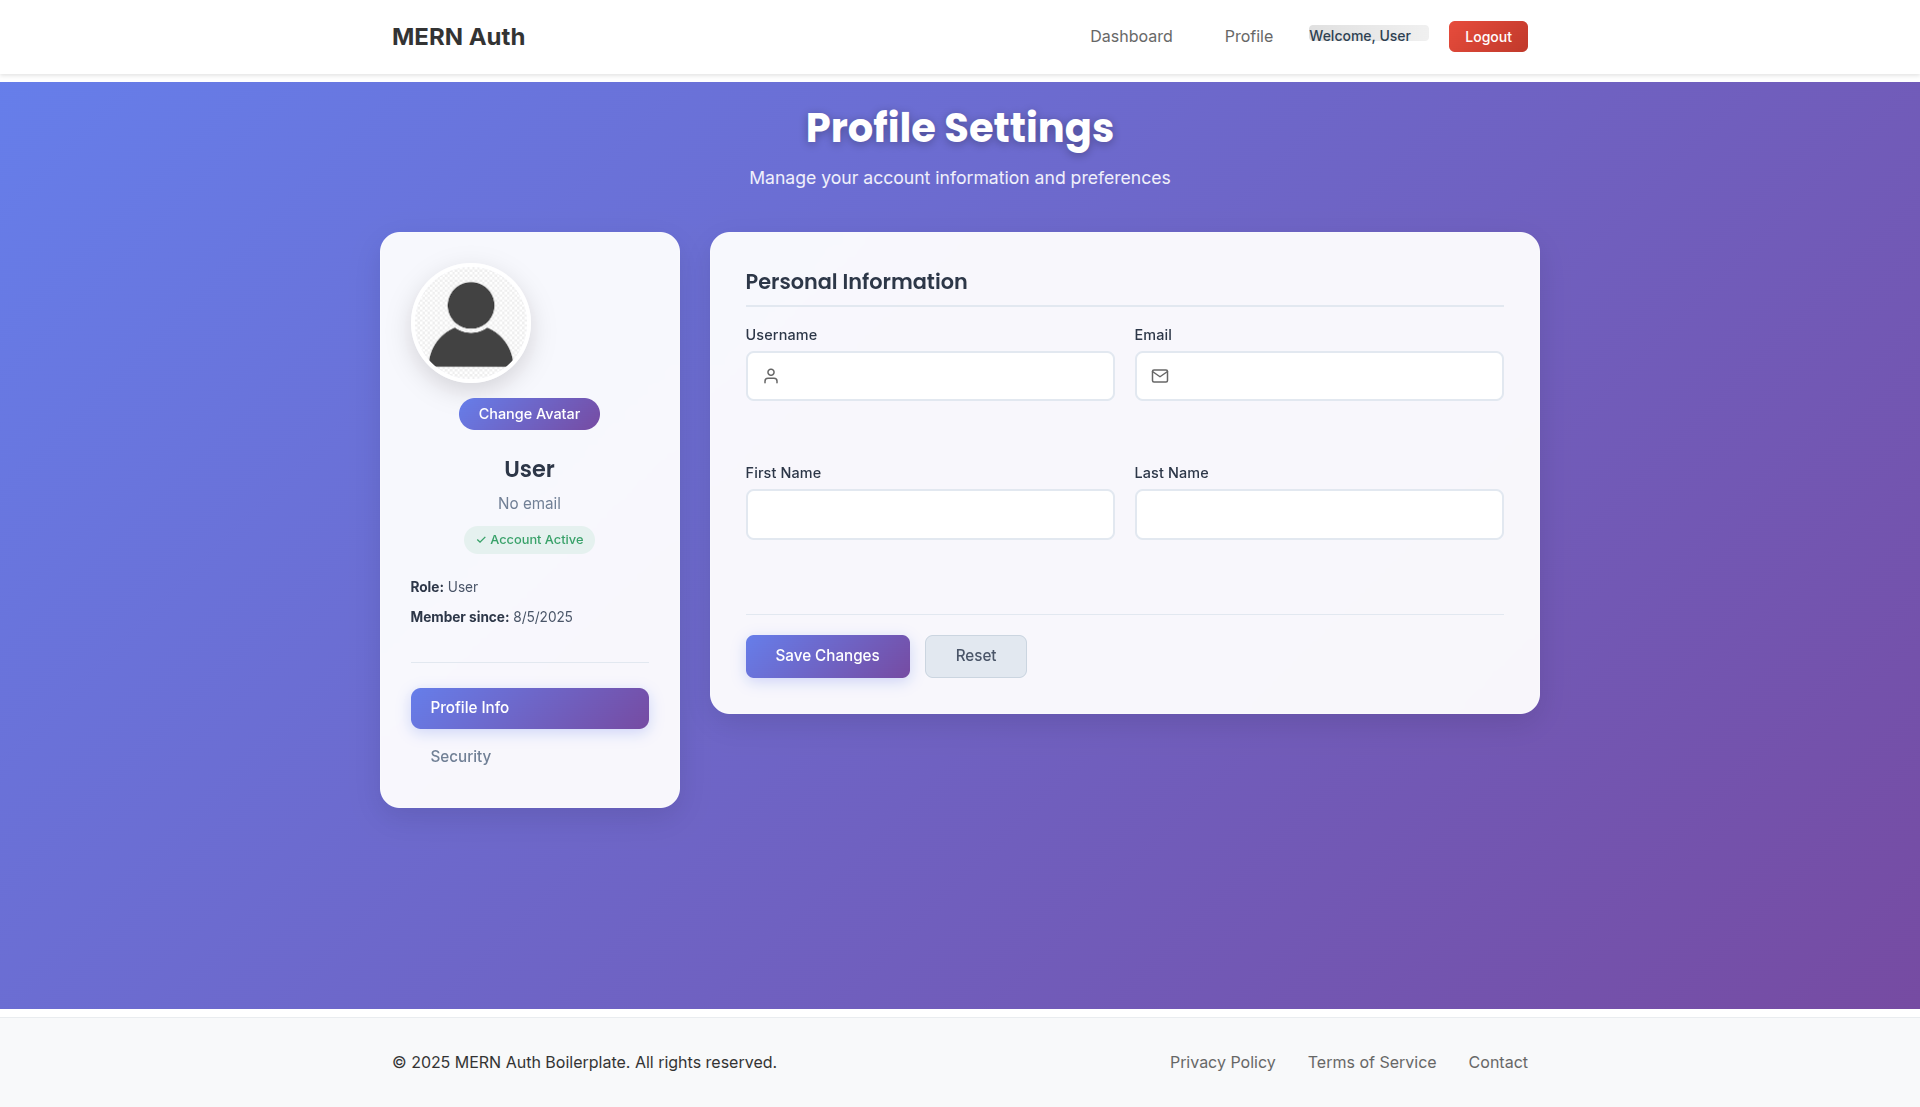 MERN Auth
Dashboard
Profile
Welcome, User
Logout
Profile Settings
Manage your account information and preferences
Change Avatar
User
No email
✓ Account Active
Role: User
Member since: 8/5/2025
Profile Info
Security
Personal Information
Username
Email
First Name
Last Name
Save Changes
Reset
© 2025 MERN Auth Boilerplate. All rights reserved.
Privacy Policy
Terms of Service
Contact